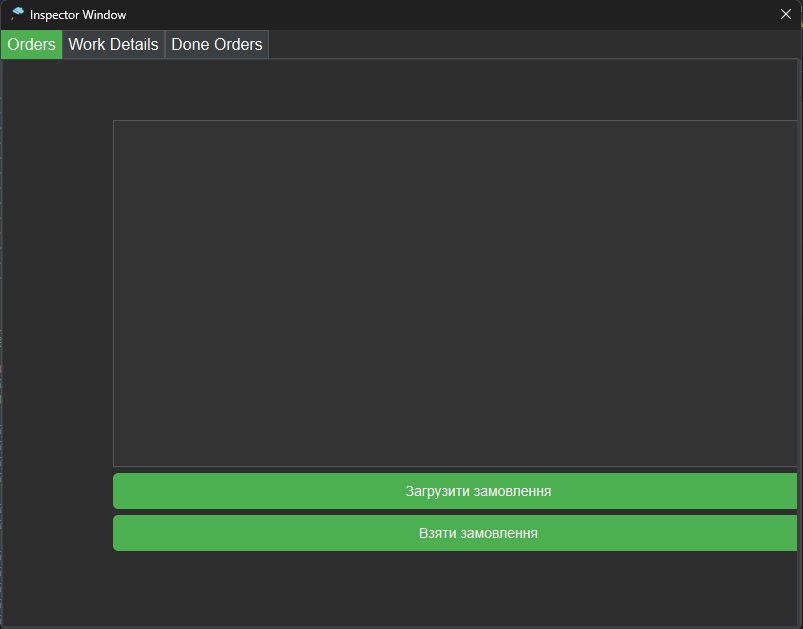 Inspector Window
Orders Work Details Done Orders
Загрузити замовлення
Взяти замовлення